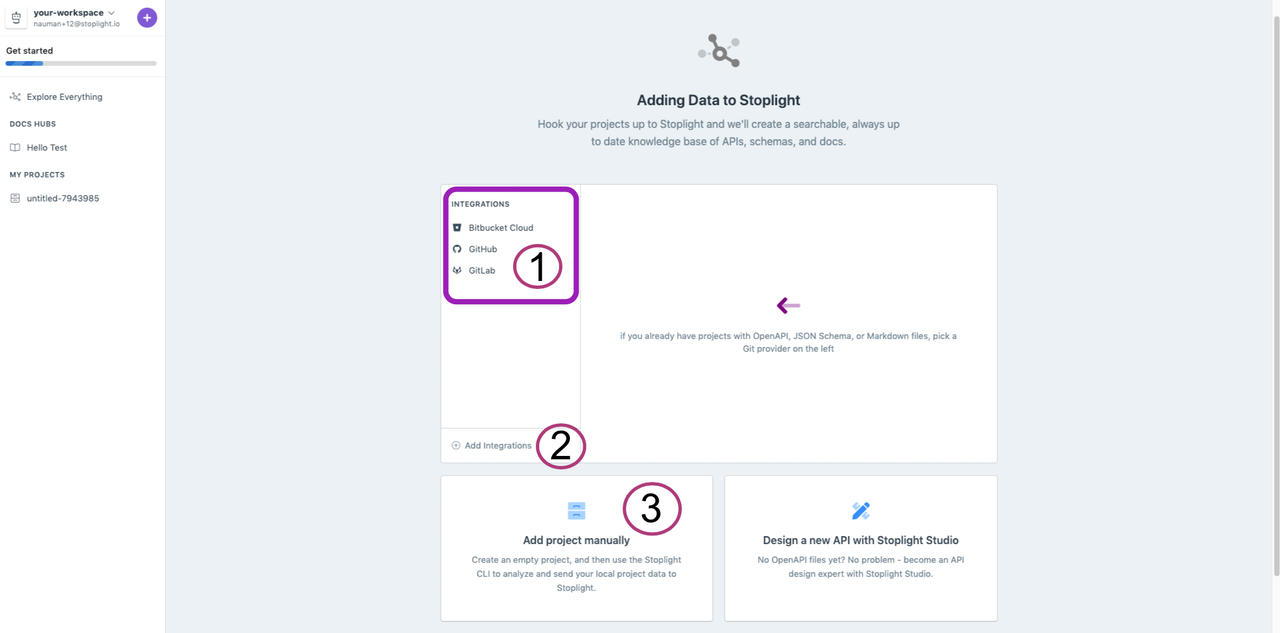 your-workspace
nauman+12@stoplight.io
+
Get started
Explore Everything
DOCS HUBS
Hello Test
MY PROJECTS
untitled-7943985
Adding Data to Stoplight
Hook your projects up to Stoplight and we'll create a searchable, always up
to date knowledge base of APIs, schemas, and docs.
INTEGRATIONS
Bitbucket Cloud
GitHub
GitLab
1
if you already have projects with OpenAPI, JSON Schema, or Markdown files, pick a
Git provider on the left
Add Integrations
2
3
Add project manually
Create an empty project, and then use the Stoplight
CLI to analyze and send your local project data to
Stoplight.
Design a new API with Stoplight Studio
No OpenAPI files yet? No problem - become an API
design expert with Stoplight Studio.